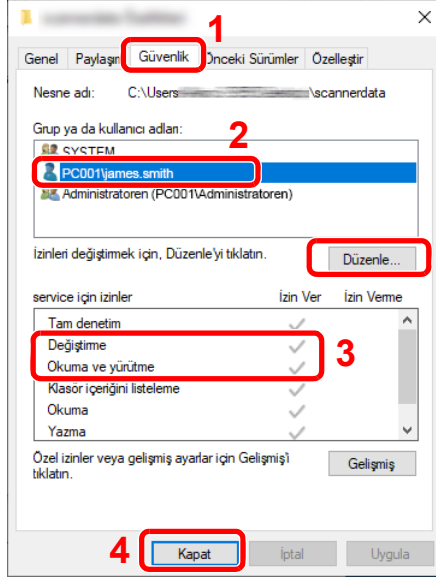 1
Genel Paylaşım Güvenlik Önceki Sürümler Özelleştir
Nesne adı: C:\Users \scannerdata
Grup ya da kullanıcı adları:
2
SYSTEM
PC001\james.smith
Administratoren (PC001\Administratoren)
İzinleri değiştirmek için, Düzenle'yi tıklatın.
Düzenle...
service için izinler İzin Ver İzin Verme
Tam denetim
Değiştirme
3
Okuma ve yürütme
Klasör içeriğini listeleme
Okuma
Yazma
Özel izinler veya gelişmiş ayarlar için Gelişmiş'i
tıklatın.
Gelişmiş
4
Kapat İptal Uygula